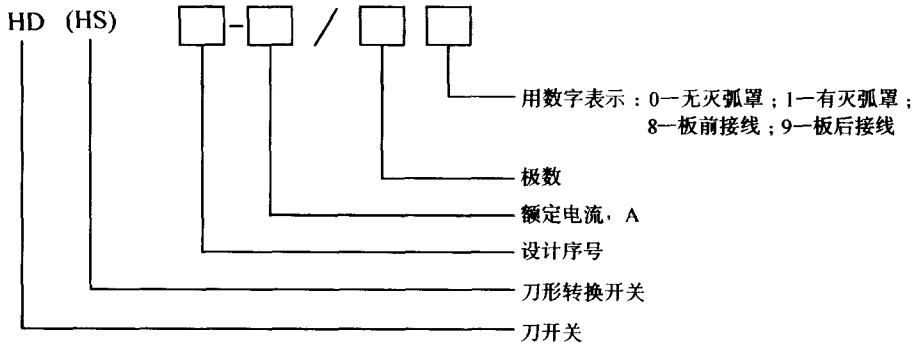 HD (HS) □-□/□□
用数字表示：0—无灭弧罩；1—有灭弧罩；
8—板前接线；9—板后接线
极数
额定电流，A
设计序号
刀形转换开关
刀开关